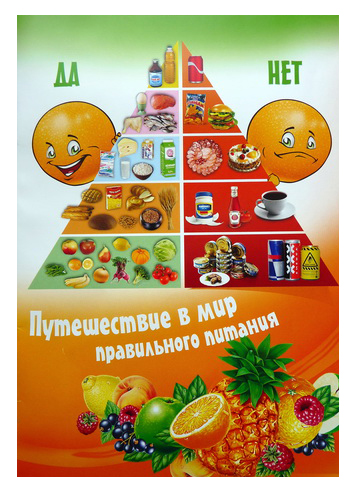 ДА
НЕТ
Путешествие в мир
правильного питания